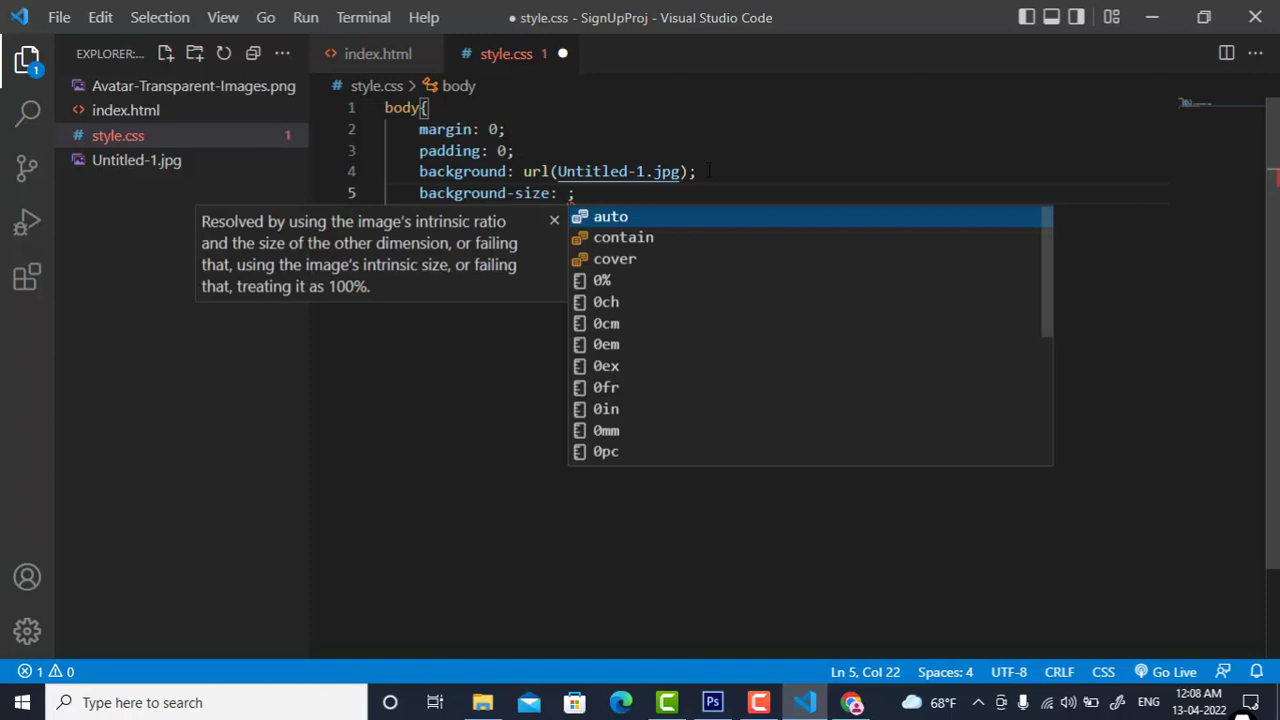 File Edit Selection View Go Run Terminal Help
● style.css - SignUpProj - Visual Studio Code
EXPLORER:...
index.html
# style.css 1
Avatar-Transparent-Images.png
index.html
# style.css 1
Untitled-1.jpg
# style.css > body
1 body{
2 margin: 0;
3 padding: 0;
4 background: url(Untitled-1.jpg);
5 background-size: ;
Resolved by using the image's intrinsic ratio
and the size of the other dimension, or failing
that, using the image's intrinsic size, or failing
that, treating it as 100%.
auto
contain
cover
0%
0ch
0cm
0em
0ex
0fr
0in
0mm
0pc
1
1 0
Ln 5, Col 22 Spaces: 4 UTF-8 CRLF CSS Go Live
Type here to search
Ps
68°F
ENG
12:08 AM
13-04-2022